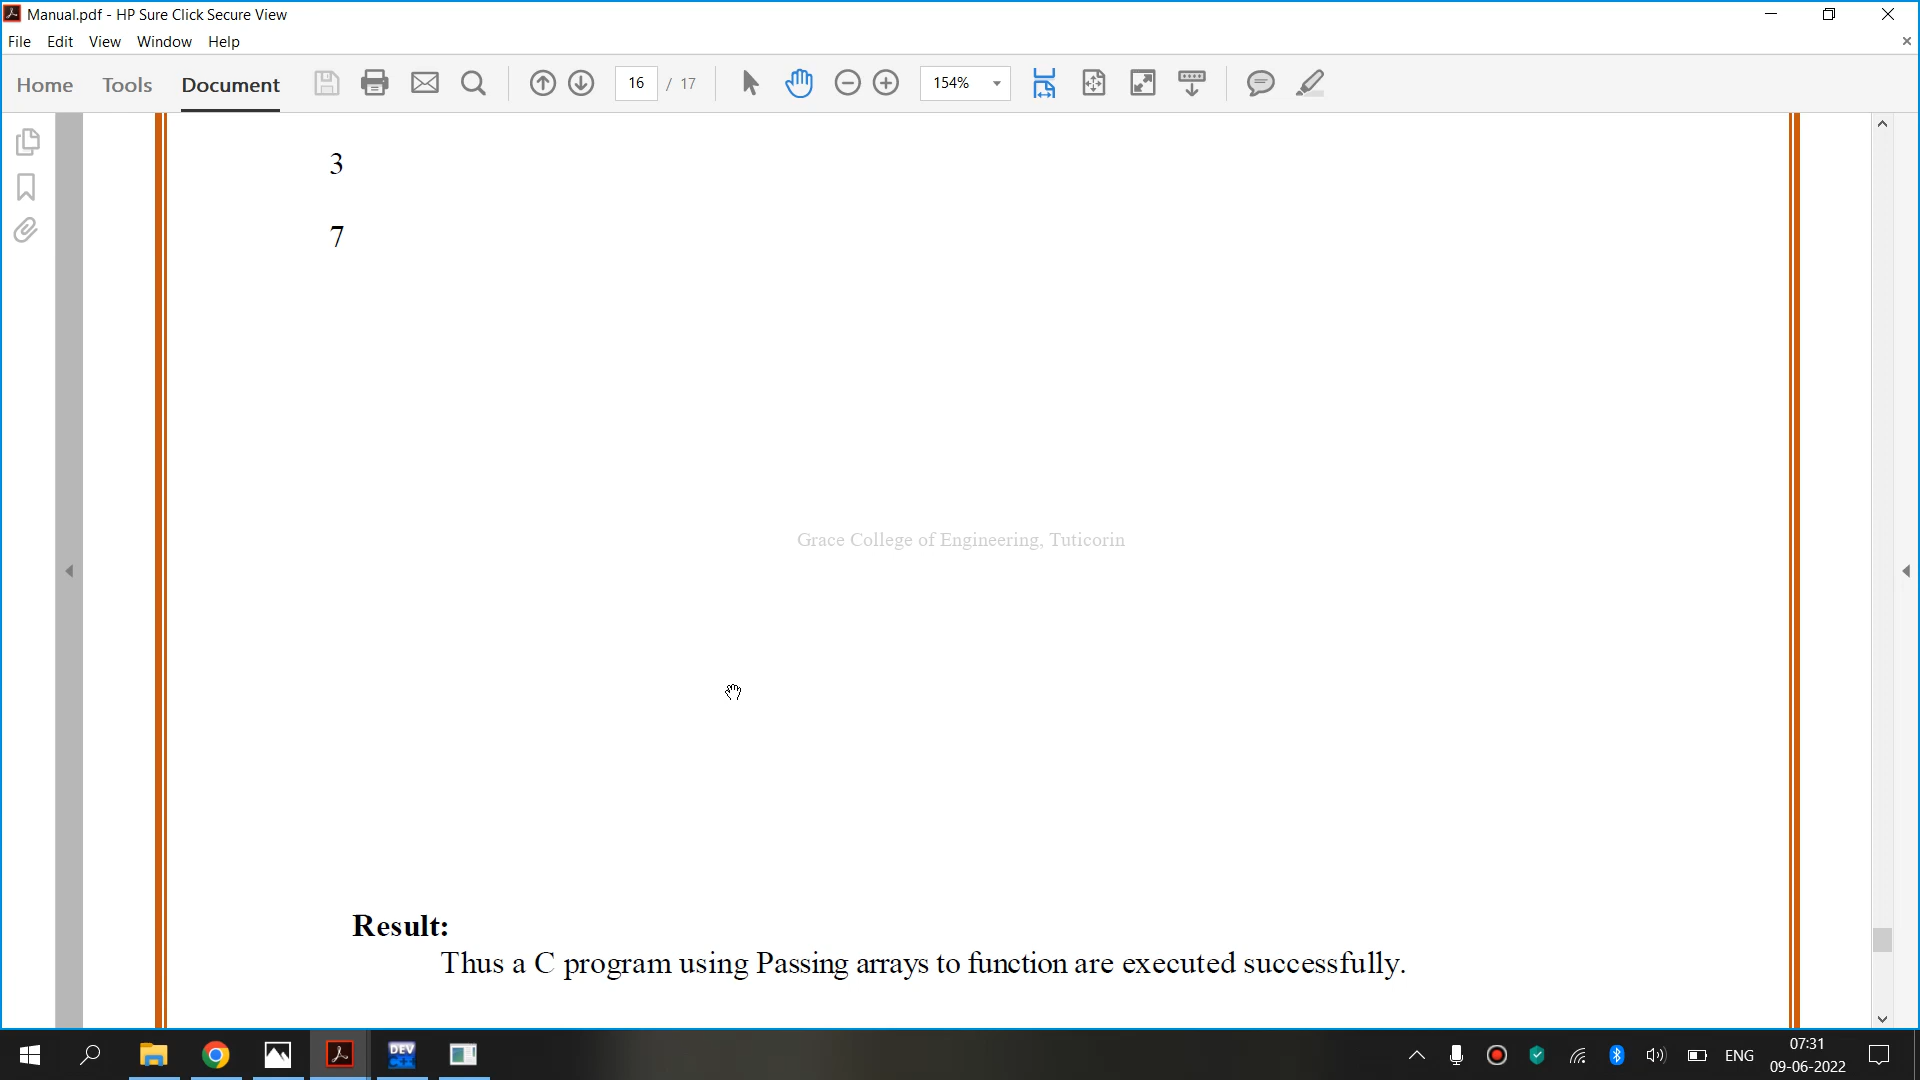 Manual.pdf - HP Sure Click Secure View
File Edit View Window Help
Home Tools Document 16 / 17 154%
3
7
Grace College of Engineering, Tuticorin
Result:
Thus a C program using Passing arrays to function are executed successfully.
DEV C++
ENG
07:31
09-06-2022